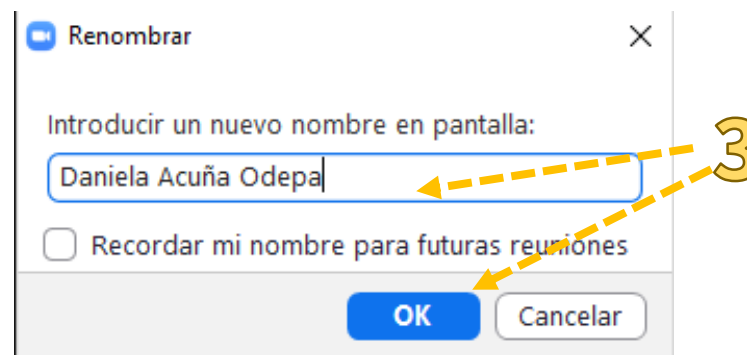 Renombrar
Introducir un nuevo nombre en pantalla:
Daniela Acuña Odepa
3
Recordar mi nombre para futuras reuniones
OK
Cancelar